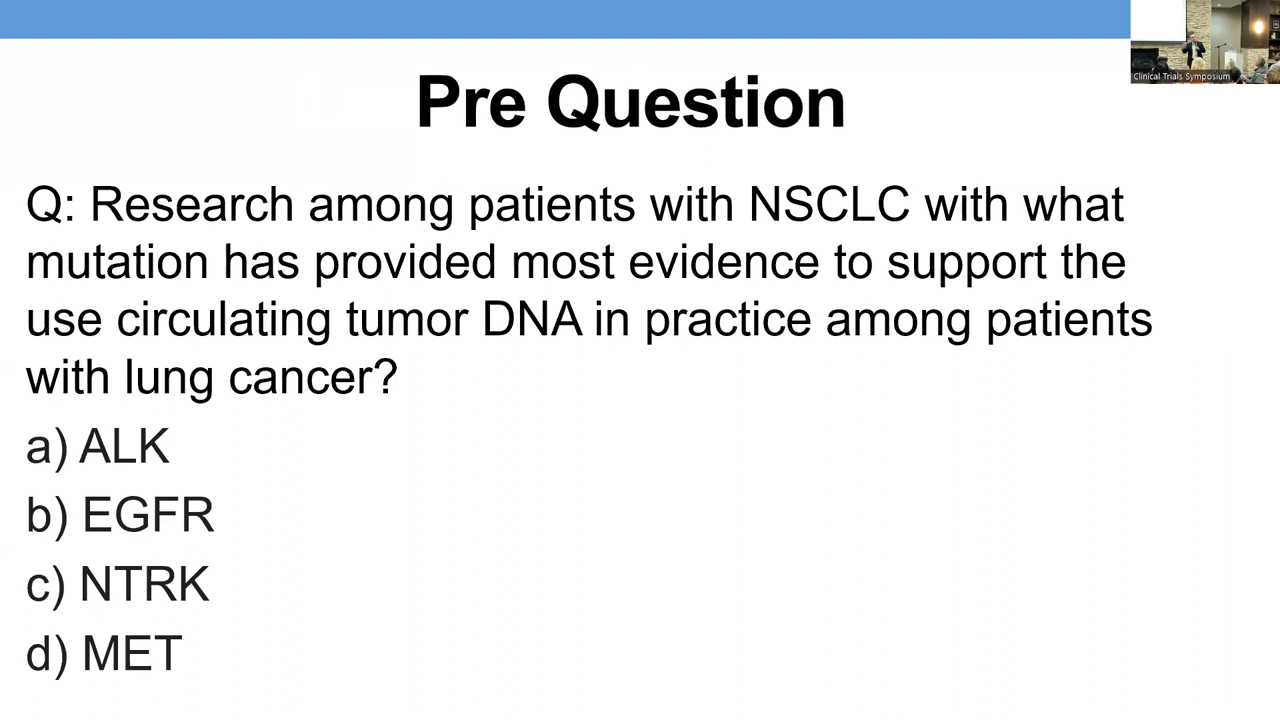 Clinical Trials Symposium
Pre Question
Q: Research among patients with NSCLC with what
mutation has provided most evidence to support the
use circulating tumor DNA in practice among patients
with lung cancer?
a) ALK
b) EGFR
c) NTRK
d) MET